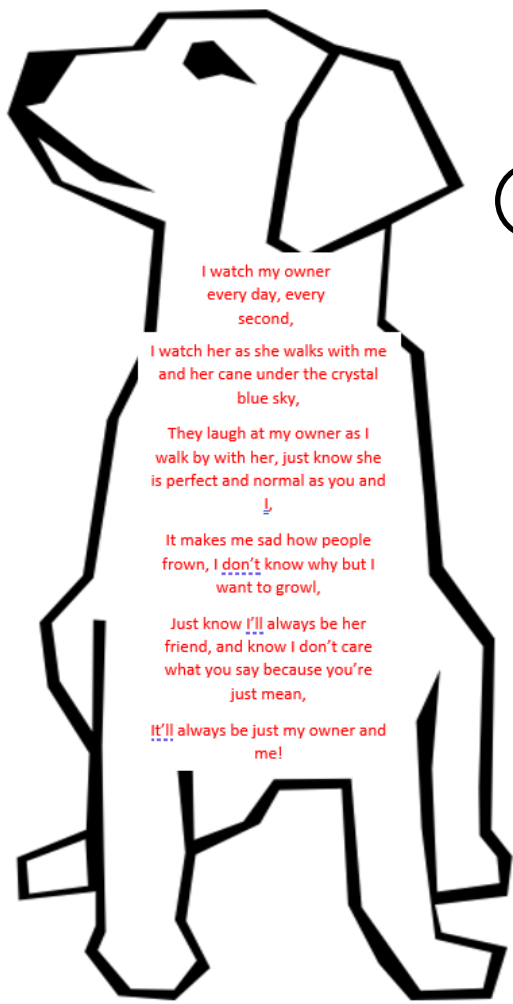 I watch my owner
every day, every
second,
I watch her as she walks with me
and her cane under the crystal
blue sky,
They laugh at my owner as I
walk by with her, just know she
is perfect and normal as you and
I,
It makes me sad how people
frown, I don’t know why but I
want to growl,
Just know I’ll always be her
friend, and know I don’t care
what you say because you’re
just mean,
It’ll always be just my owner and
me!